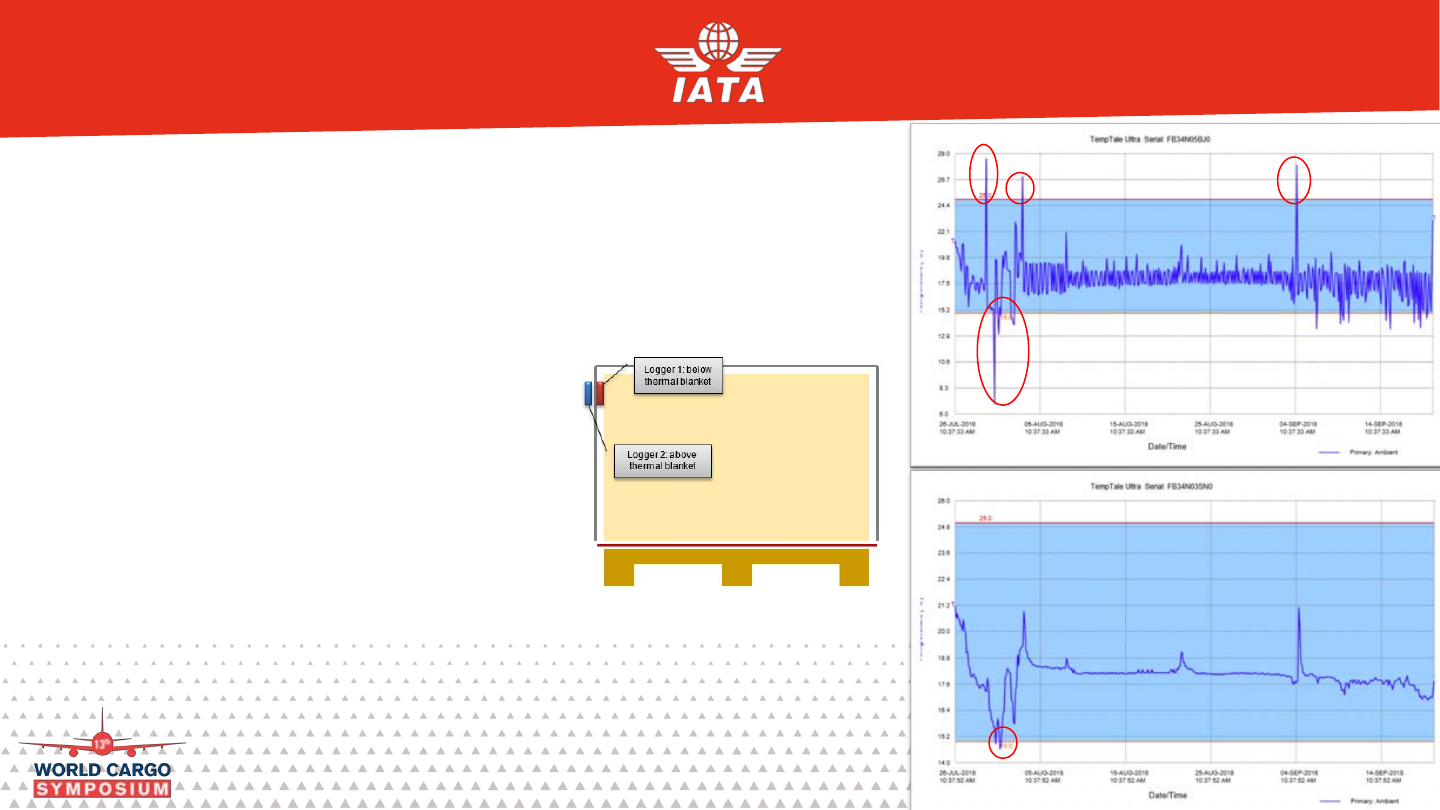 IATA
Logger 1: below
thermal blanket
Logger 2: above
thermal blanket
13th
WORLD CARGO
SYMPOSIUM
TempTale Ultra Serial: FB34N05BJ0
29.0
26.7
25.0
24.4
22.1
19.8
17.5
15.2
15.0
12.9
10.6
8.3
6.0
26-JUL-2018 05-AUG-2018 15-AUG-2018 25-AUG-2018 04-SEP-2018 14-SEP-2018
10:37:33 AM 10:37:33 AM 10:37:33 AM 10:37:33 AM 10:37:33 AM 10:37:33 AM
Date/Time
Primary: Ambient
TempTale Ultra Serial: FB34N03SN0
26.0
25.0
24.8
23.6
22.4
21.2
20.0
18.8
17.6
16.4
15.2
14.0
26-JUL-2018 05-AUG-2018 15-AUG-2018 25-AUG-2018 04-SEP-2018 14-SEP-2018
10:37:52 AM 10:37:52 AM 10:37:52 AM 10:37:52 AM 10:37:52 AM 10:37:52 AM
Date/Time
Primary: Ambient